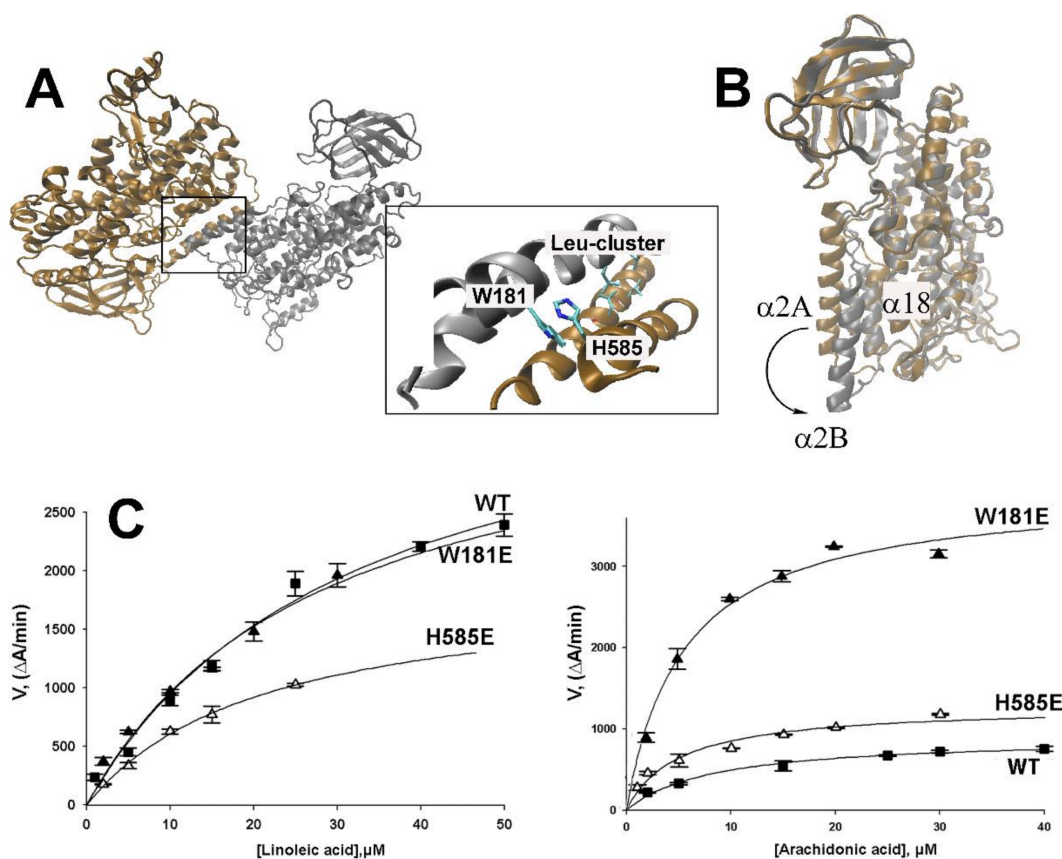 A
B
Leu-cluster
W181
H585
α2A
α18
α2B
C
WT
W181E
H585E
2500
2000
1500
1000
500
0
V, (ΔA/min)
0 10 20 30 40 50
[Linoleic acid],µM
W181E
H585E
WT
3000
2000
1000
0
V, (ΔA/min)
0 10 20 30 40
[Arachidonic acid], µM